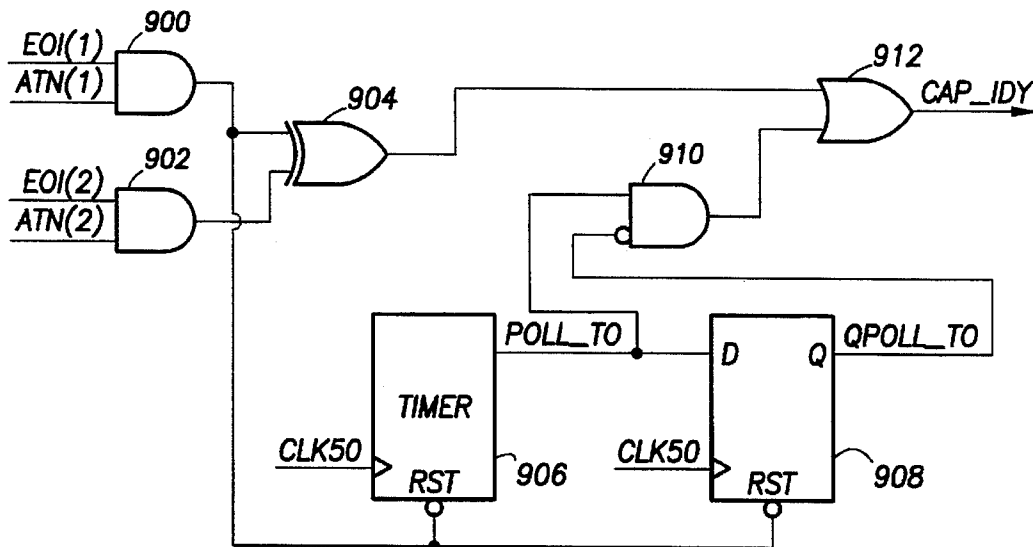 900
EOI(1)
ATN(1)
904
912
CAP_IDY
902
EOI(2)
ATN(2)
910
POLL_TO
D Q
QPOLL_TO
TIMER
CLK50
RST
906
CLK50
RST
908